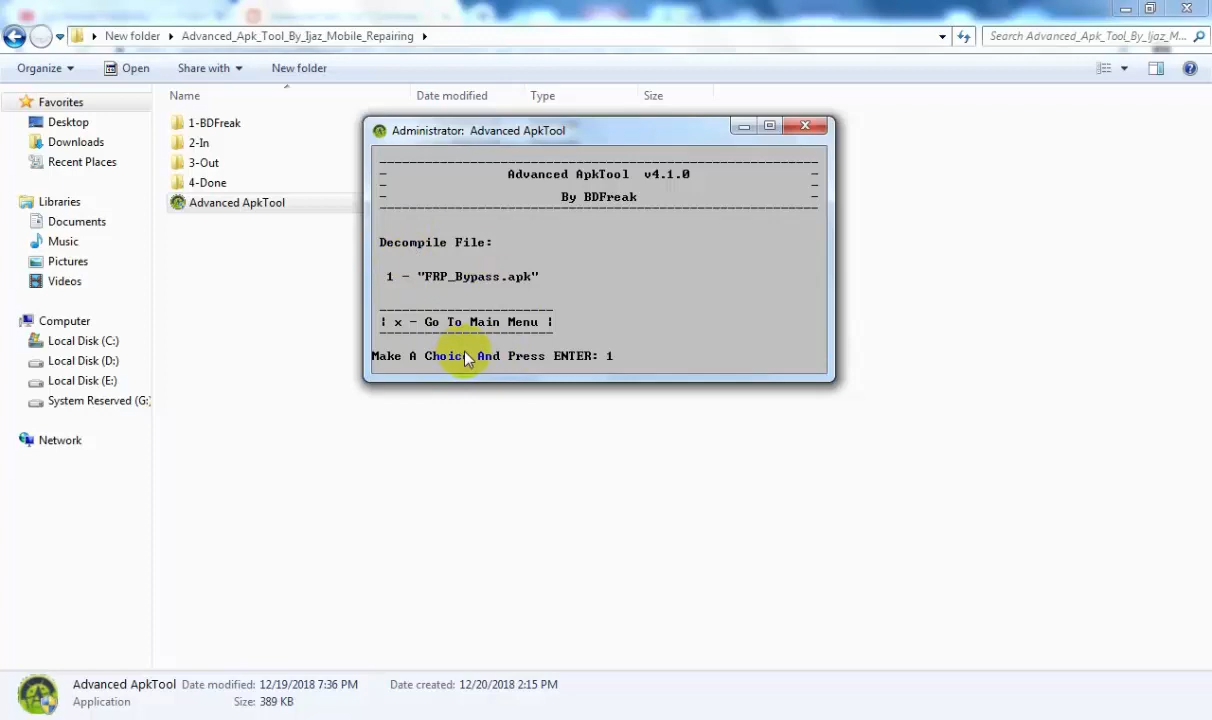 New folder
Advanced_Apk_Tool_By_Ijaz_Mobile_Repairing
Search Advanced_Apk_Tool_By_Ijaz_M...
Organize
Open
Share with
New folder
Favorites
Desktop
Downloads
Recent Places
Libraries
Documents
Music
Pictures
Videos
Computer
Local Disk (C:)
Local Disk (D:)
Local Disk (E:)
System Reserved (G:)
Network
Name
Date modified
Type
Size
1-BDFreak
2-In
3-Out
4-Done
Advanced ApkTool
Administrator: Advanced ApkTool
Advanced ApkTool v4.1.0
By BDFreak
Decompile File:
1 - "FRP_Bypass.apk"
x - Go To Main Menu
Make A Choice And Press ENTER: 1
Advanced ApkTool Date modified: 12/19/2018 7:36 PM Date created: 12/20/2018 2:15 PM
Application Size: 389 KB